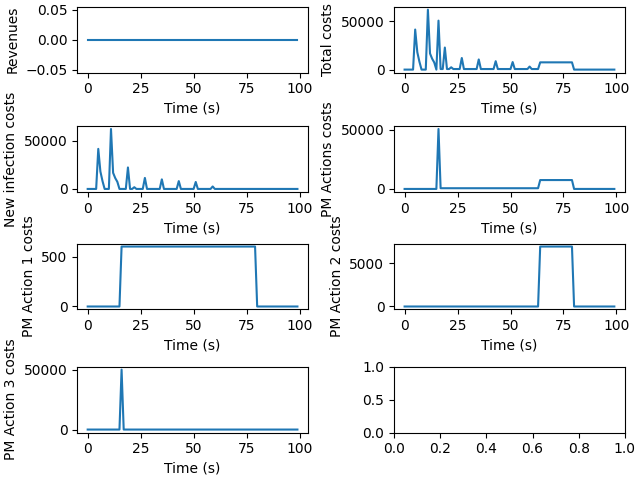 Revenues
0.05
0.00
−0.05
0 25 50 75 100
Time (s)
Total costs
50000
0
0 25 50 75 100
Time (s)
New infection costs
50000
0
0 25 50 75 100
Time (s)
PM Actions costs
50000
0
0 25 50 75 100
Time (s)
PM Action 1 costs
500
0
0 25 50 75 100
Time (s)
PM Action 2 costs
5000
0
0 25 50 75 100
Time (s)
PM Action 3 costs
50000
0
0 25 50 75 100
Time (s)
1.0
0.5
0.0
0.0 0.2 0.4 0.6 0.8 1.0